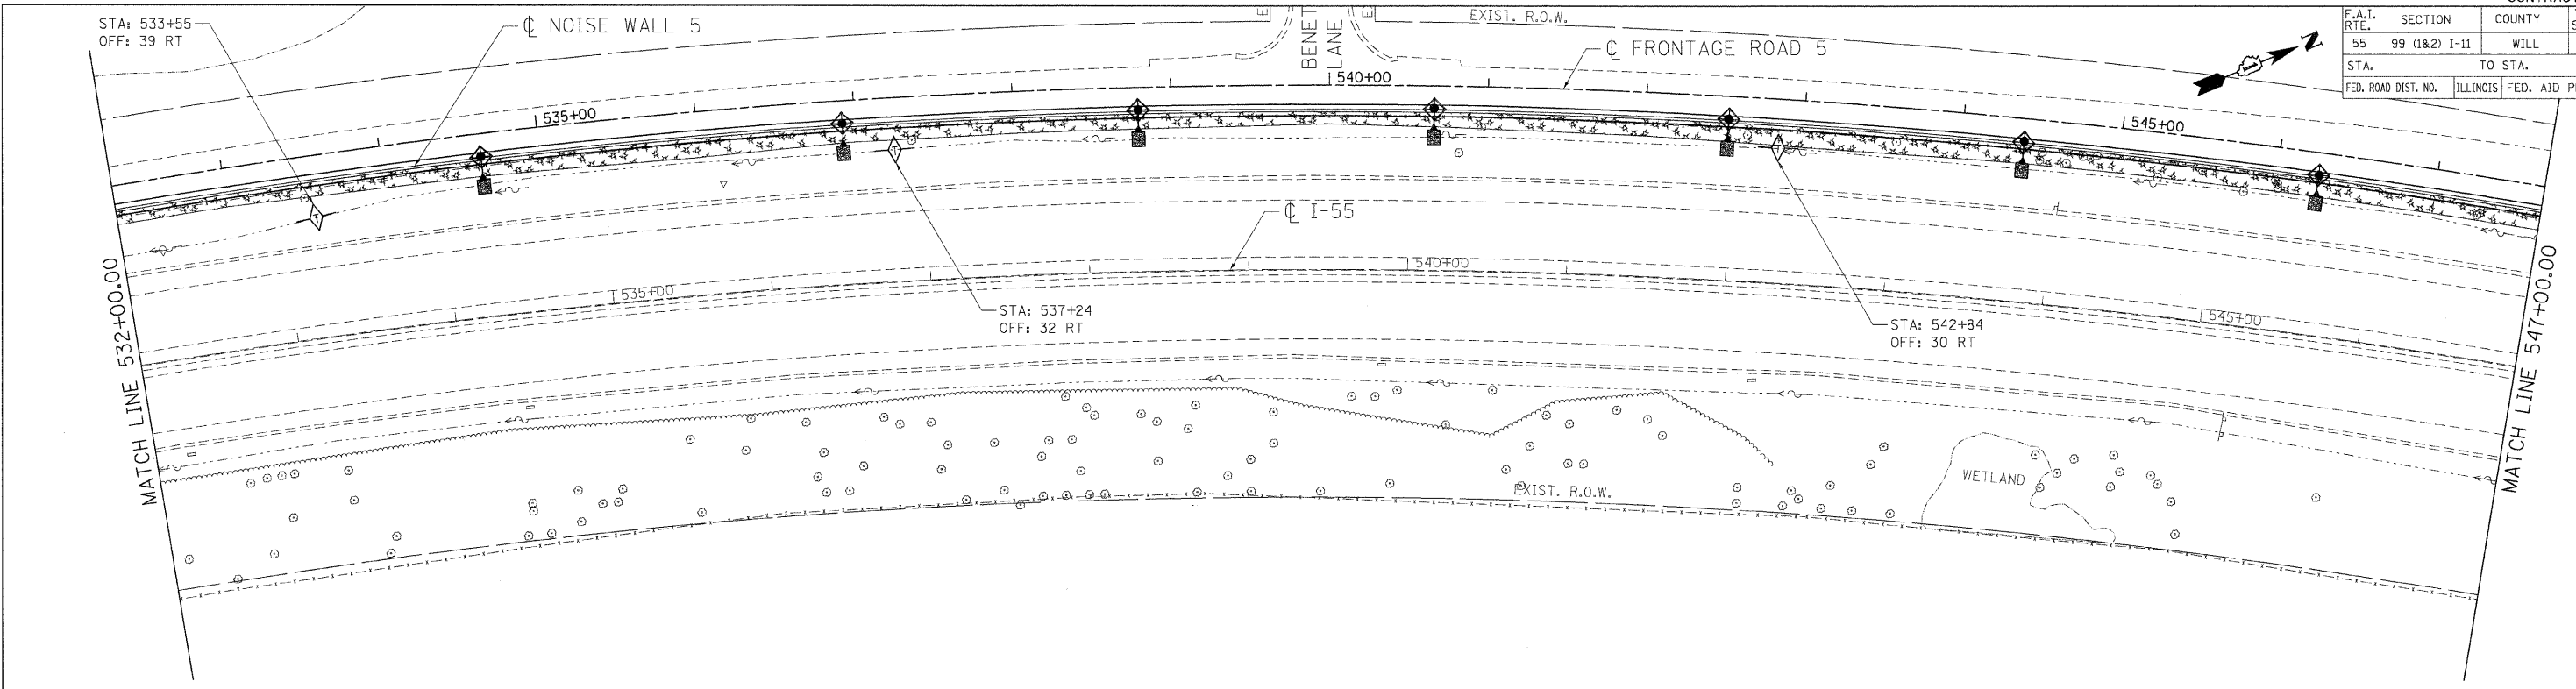 STA: 533+55
OFF: 39 RT
℄ NOISE WALL 5
BENET
LANE
EXIST. R.O.W.
℄ FRONTAGE ROAD 5
N
F.A.I.
RTE.
SECTION
COUNTY
55
99 (1&2) I-11
WILL
STA.
TO STA.
FED. ROAD DIST. NO.
ILLINOIS
FED. AID
535+00
540+00
545+00
℄ I-55
535+00
540+00
545+00
STA: 537+24
OFF: 32 RT
STA: 542+84
OFF: 30 RT
MATCH LINE 532+00.00
MATCH LINE 547+00.00
WETLAND
EXIST. R.O.W.